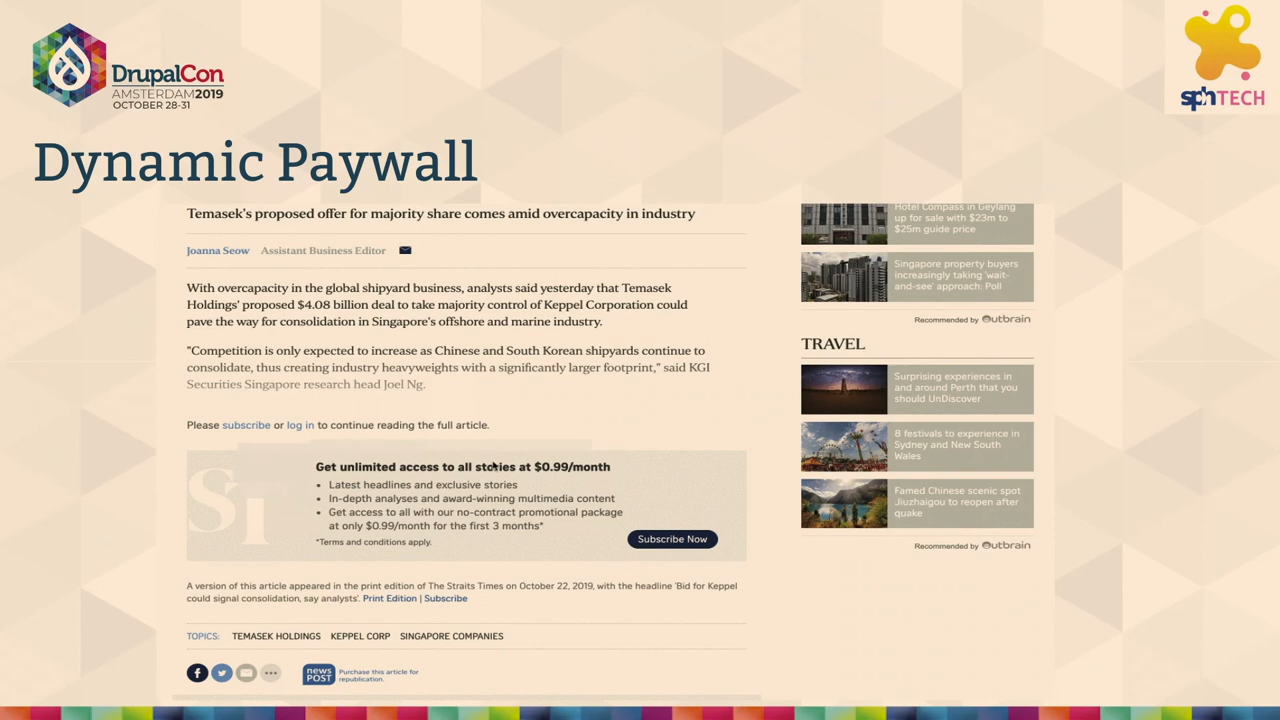 DrupalCon
AMSTERDAM2019
OCTOBER 28-31
sphTECH
Dynamic Paywall
Temasek's proposed offer for majority share comes amid overcapacity in industry
Joanna Seow Assistant Business Editor
With overcapacity in the global shipyard business, analysts said yesterday that Temasek
Holdings' proposed $4.08 billion deal to take majority control of Keppel Corporation could
pave the way for consolidation in Singapore's offshore and marine industry.
"Competition is only expected to increase as Chinese and South Korean shipyards continue to
consolidate, thus creating industry heavyweights with a significantly larger footprint," said KGI
Securities Singapore research head Joel Ng.
Please subscribe or log in to continue reading the full article.
Get unlimited access to all stories at $0.99/month
• Latest headlines and exclusive stories
• In-depth analyses and award-winning multimedia content
• Get access to all with our no-contract promotional package
at only $0.99/month for the first 3 months*
*Terms and conditions apply.
Subscribe Now
A version of this article appeared in the print edition of The Straits Times on October 22, 2019, with the headline 'Bid for Keppel
could signal consolidation, say analysts'. Print Edition | Subscribe
TOPICS: TEMASEK HOLDINGS KEPPEL CORP SINGAPORE COMPANIES
news
POST
Purchase this article for
republication.
Hotel Compass in Geylang
up for sale with $23m to
$25m guide price
Singapore property buyers
increasingly taking 'wait-
and-see' approach: Poll
Recommended by Outbrain
TRAVEL
Surprising experiences in
and around Perth that you
should UnDiscover
8 festivals to experience in
Sydney and New South
Wales
Famed Chinese scenic spot
Jiuzhaigou to reopen after
quake
Recommended by Outbrain